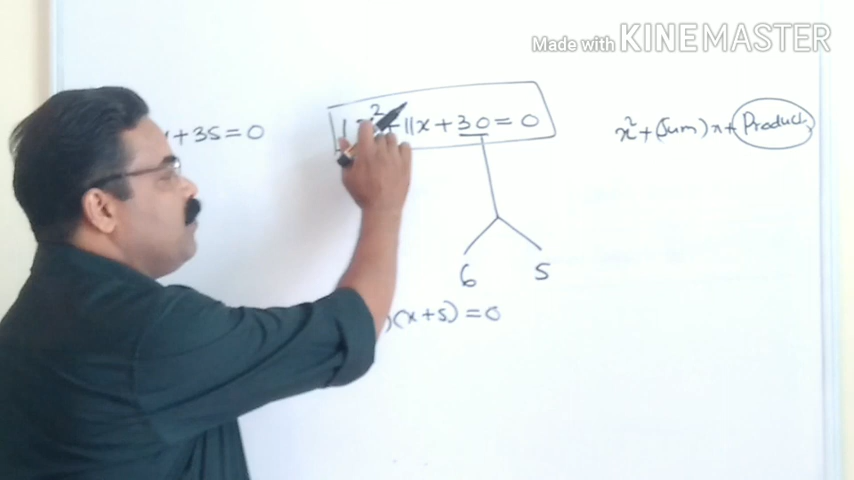 Made with KINEMASTER
+35=0
x²+11x+30=0
x²+(Sum)x+Product
6 5
)(x+5)=0